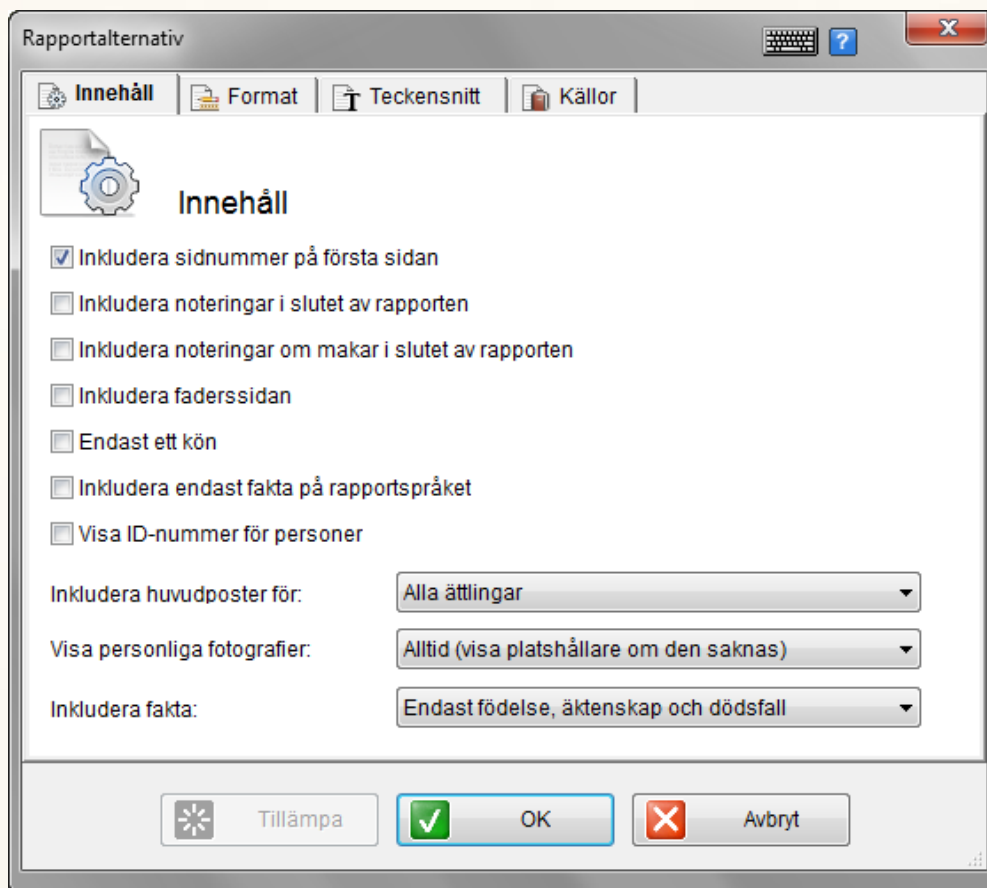 Rapportalternativ
?
Innehåll
Format
Teckensnitt
Källor
Innehåll
Inkludera sidnummer på första sidan
Inkludera noteringar i slutet av rapporten
Inkludera noteringar om makar i slutet av rapporten
Inkludera faderssidan
Endast ett kön
Inkludera endast fakta på rapportspråket
Visa ID-nummer för personer
Inkludera huvudposter för: Alla ättlingar
Visa personliga fotografier: Alltid (visa platshållare om den saknas)
Inkludera fakta: Endast födelse, äktenskap och dödsfall
Tillämpa OK Avbryt